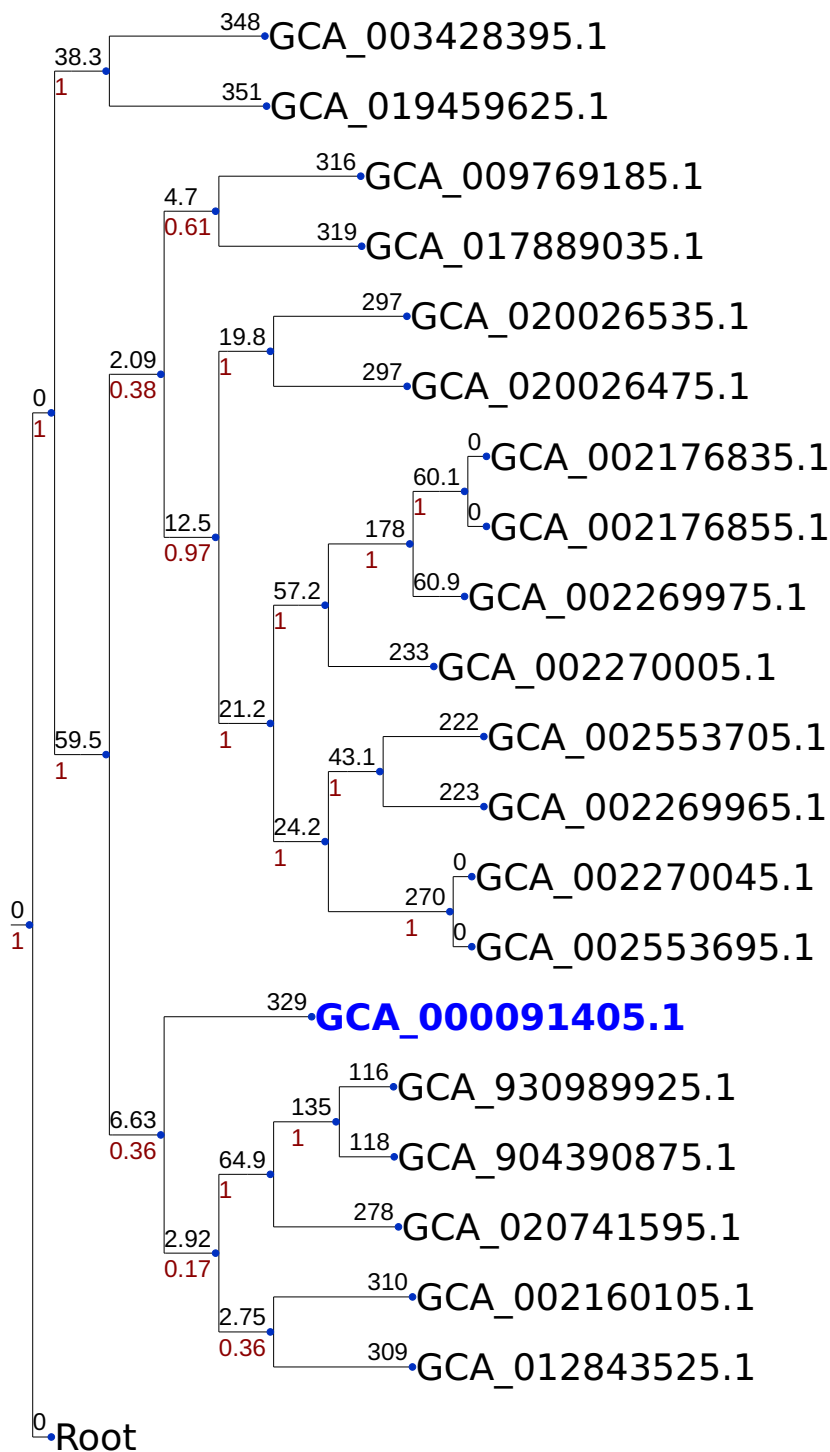 348 GCA_003428395.1
38.3
1
351 GCA_019459625.1
316 GCA_009769185.1
4.7
0.61
319 GCA_017889035.1
297 GCA_020026535.1
19.8
1
2.09
0.38
297 GCA_020026475.1
0
1
0 GCA_002176835.1
60.1
1
0 GCA_002176855.1
12.5
0.97
178
1
60.9 GCA_002269975.1
57.2
1
233 GCA_002270005.1
21.2
1
222 GCA_002553705.1
59.5
1
43.1
1
223 GCA_002269965.1
24.2
1
0 GCA_002270045.1
270
1
0
1
0 GCA_002553695.1
329 GCA_000091405.1
116 GCA_930989925.1
135
1
6.63
0.36
118 GCA_904390875.1
64.9
1
278 GCA_020741595.1
2.92
0.17
310 GCA_002160105.1
2.75
0.36
309 GCA_012843525.1
0 Root